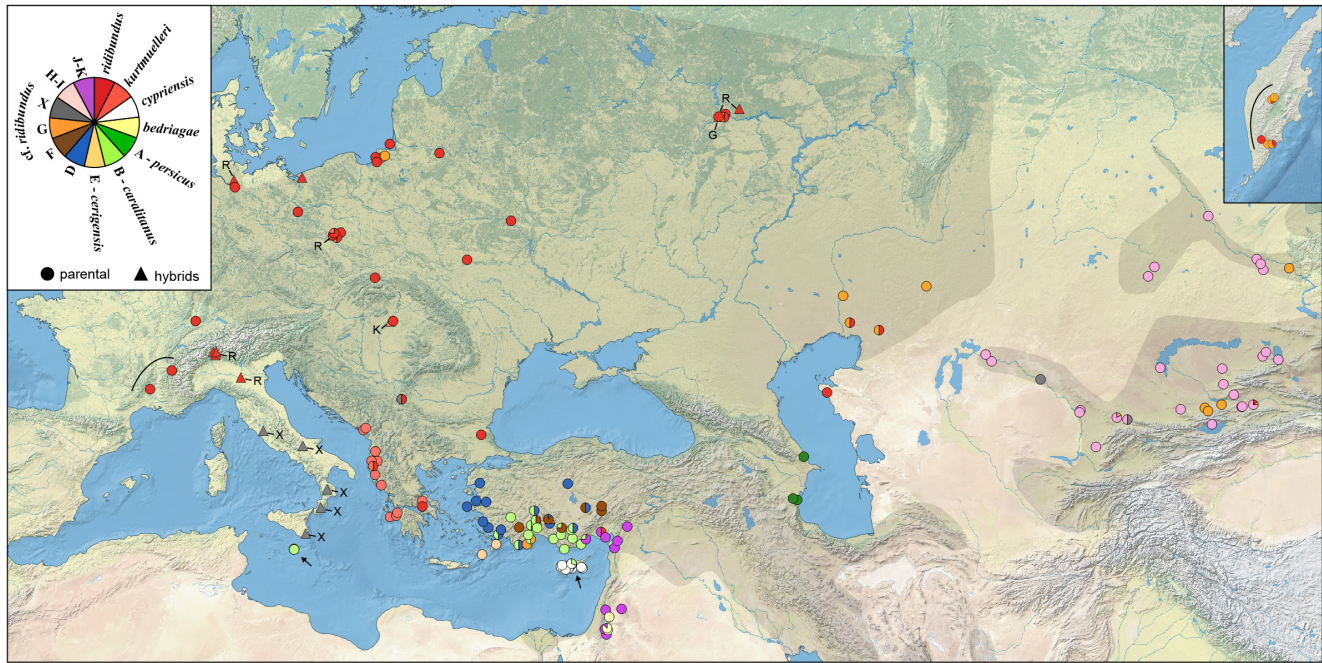 ridibundus
kurtmuelleri
cypriensis
bedriagae
A - persicus
B - caralitanus
E - cerigensis
D
F
cf. ridibundus
G
X
H-I
J-K
parental
hybrids
R
G
R
R
K
R
R
X
X
X
X
X